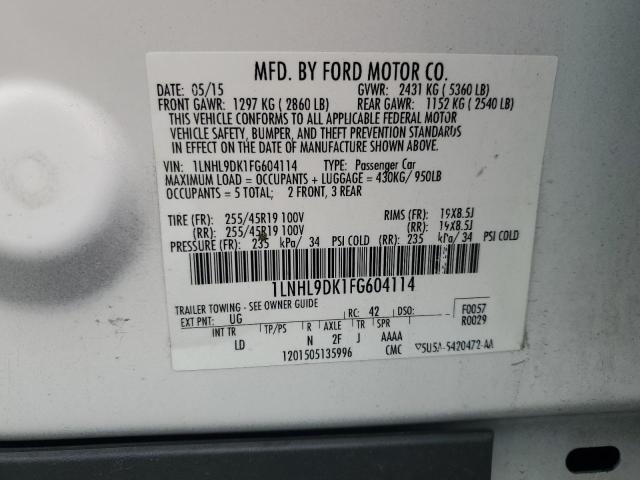 MFD. BY FORD MOTOR CO.
DATE: 05/15 GVWR: 2431 KG ( 5360 LB)
FRONT GAWR: 1297 KG ( 2860 LB) REAR GAWR: 1152 KG ( 2540 LB)
THIS VEHICLE CONFORMS TO ALL APPLICABLE FEDERAL MOTOR
VEHICLE SAFETY, BUMPER, AND THEFT PREVENTION STANDARDS
IN EFFECT ON THE DATE OF MANUFACTURE SHOWN ABOVE.
VIN: 1LNHL9DK1FG604114 TYPE: Passenger Car
MAXIMUM LOAD = OCCUPANTS + LUGGAGE = 430KG/ 950LB
OCCUPANTS = 5 TOTAL; 2 FRONT, 3 REAR
TIRE (FR): 255/45R19 100V RIMS (FR): 19X8.5J
(RR): 255/45R19 100V (RR): 19X8.5J
PRESSURE (FR): 235 kPa/ 34 PSI COLD (RR): 235 kPa/ 34 PSI COLD
1LNHL9DK1FG604114
TRAILER TOWING - SEE OWNER GUIDE
EXT PNT: UG RC: 42 DSO: F0057
R0029
INT TR TP/PS R AXLE TR SPR
LD N 2F J AAAA
1201505135996 CMC 5U5A-5420472-AA